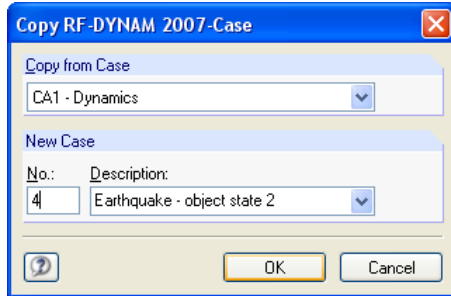 Copy RF-DYNAM 2007-Case
Copy from Case
CA1 - Dynamics
New Case
No.: Description:
4 Earthquake - object state 2
OK Cancel